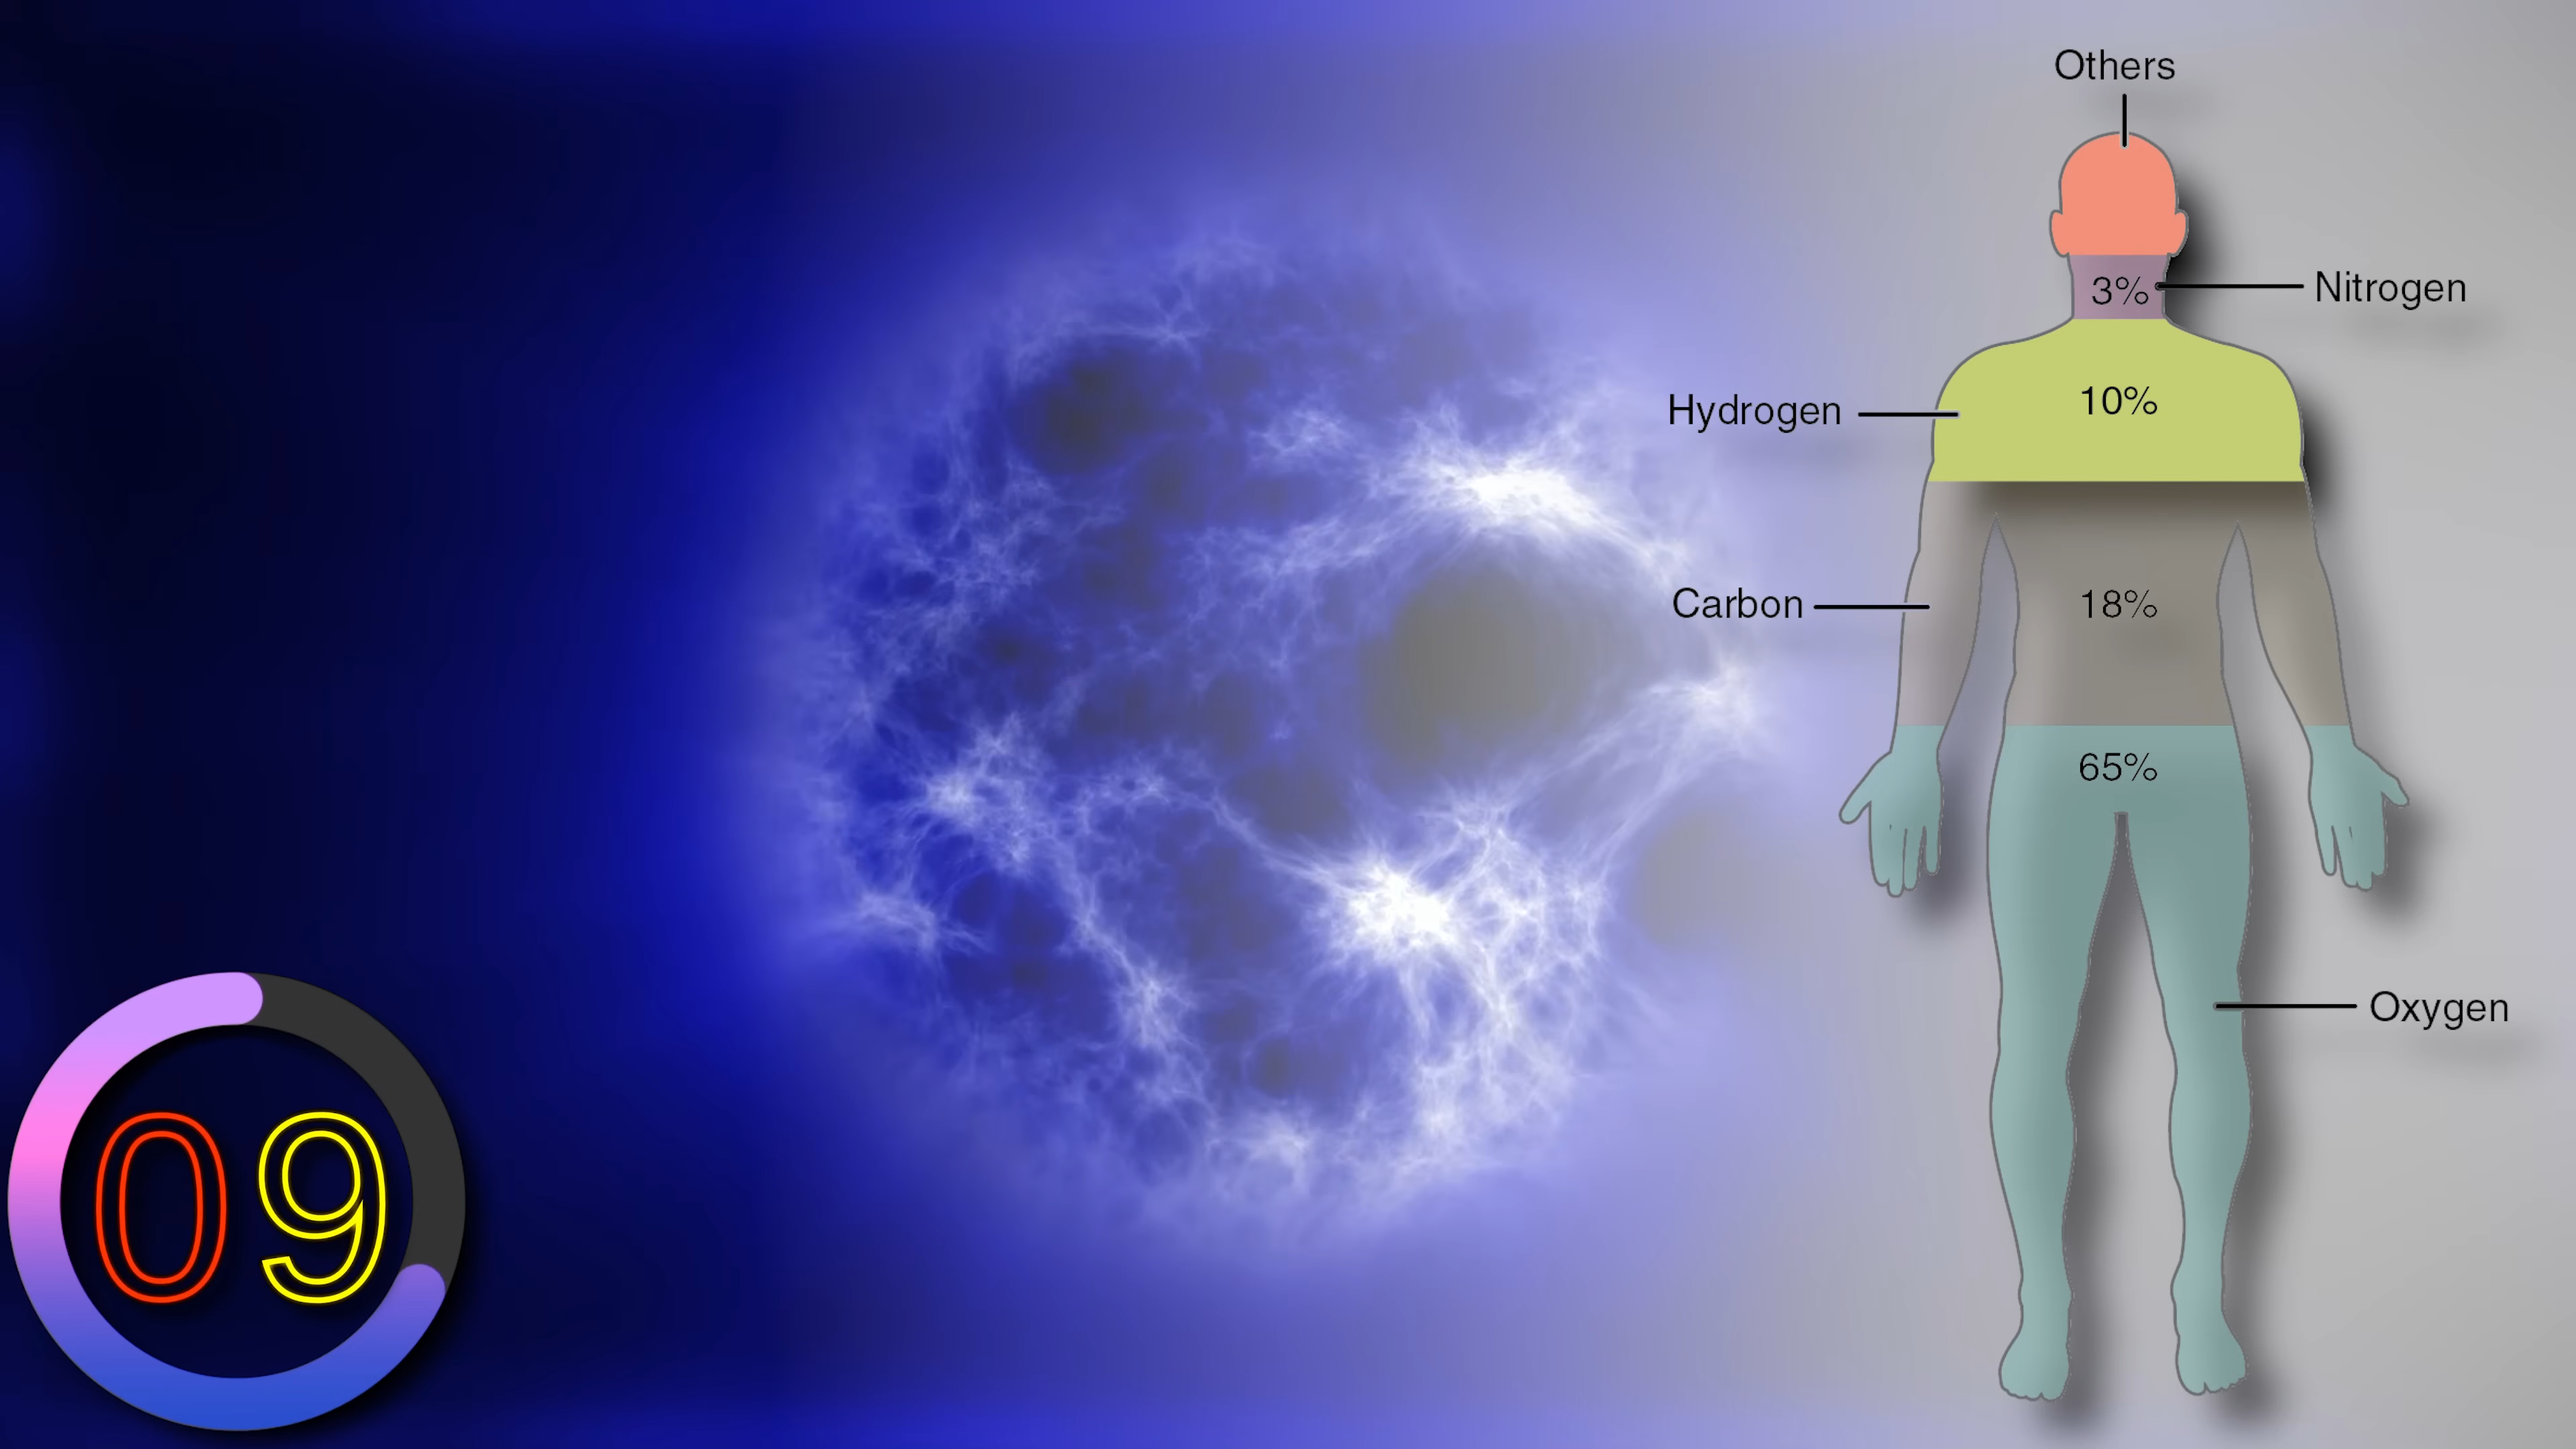 Others
3%
Nitrogen
Hydrogen
10%
Carbon
18%
65%
Oxygen
09